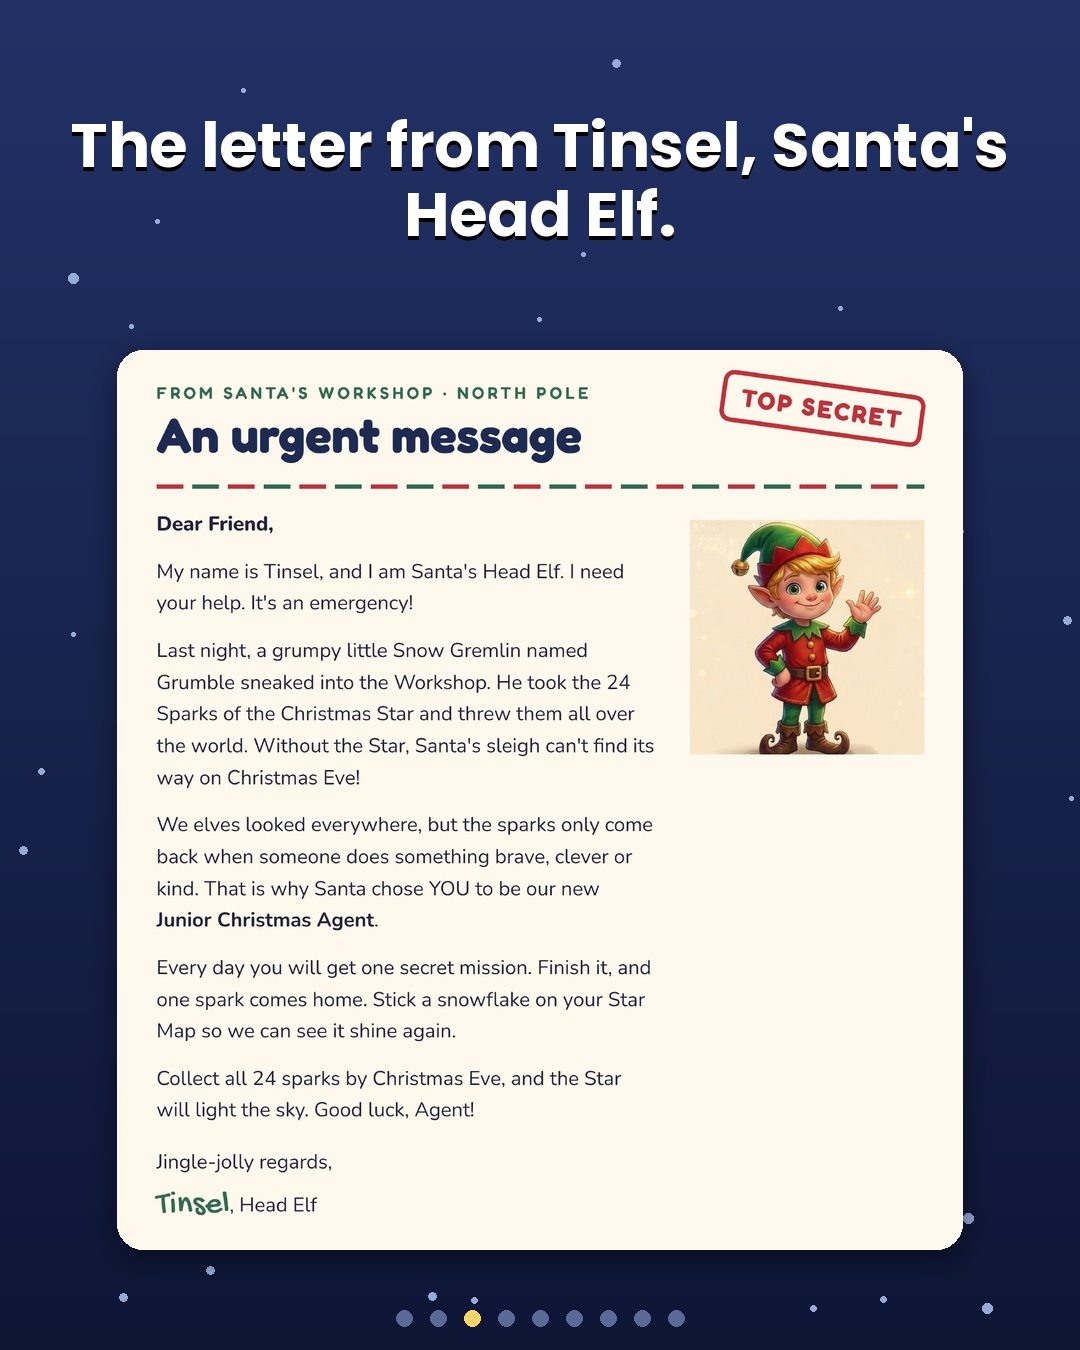 The letter from Tinsel, Santa's
Head Elf.
FROM SANTA'S WORKSHOP · NORTH POLE
TOP SECRET
An urgent message
Dear Friend,
My name is Tinsel, and I am Santa's Head Elf. I need
your help. It's an emergency!
Last night, a grumpy little Snow Gremlin named
Grumble sneaked into the Workshop. He took the 24
Sparks of the Christmas Star and threw them all over
the world. Without the Star, Santa's sleigh can't find its
way on Christmas Eve!
We elves looked everywhere, but the sparks only come
back when someone does something brave, clever or
kind. That is why Santa chose YOU to be our new
Junior Christmas Agent.
Every day you will get one secret mission. Finish it, and
one spark comes home. Stick a snowflake on your Star
Map so we can see it shine again.
Collect all 24 sparks by Christmas Eve, and the Star
will light the sky. Good luck, Agent!
Jingle-jolly regards,
Tinsel, Head Elf